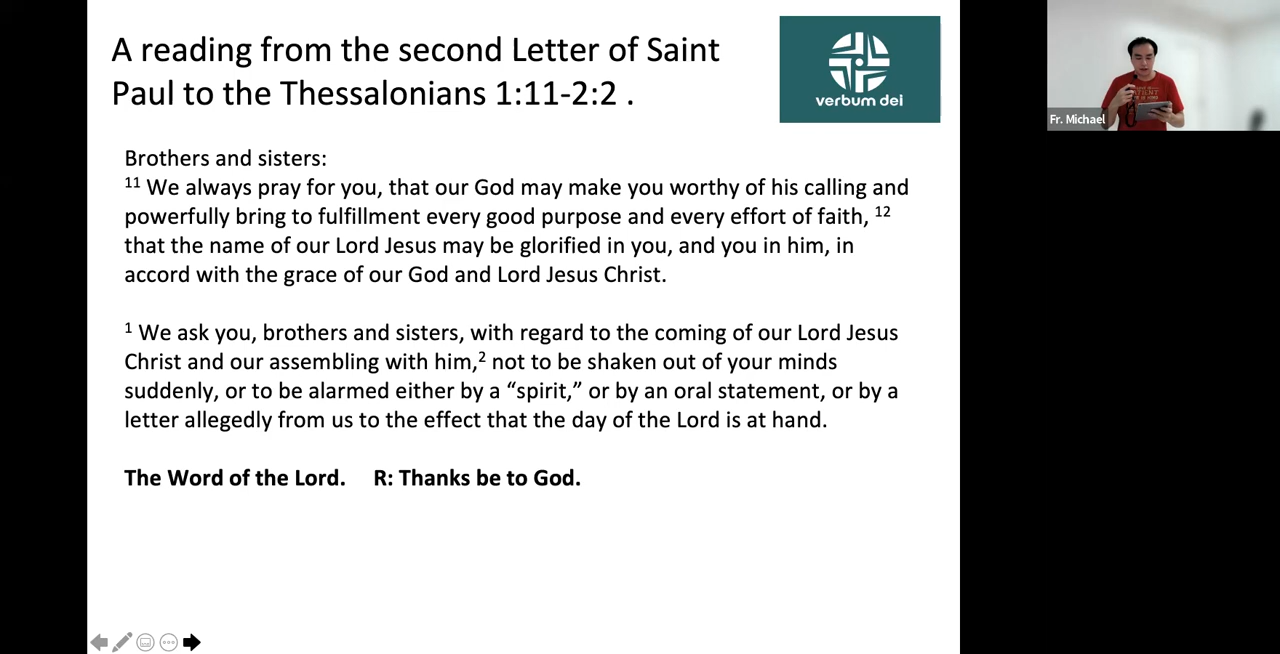 A reading from the second Letter of Saint
Paul to the Thessalonians 1:11-2:2 .
verbum dei
Fr. Michael
Brothers and sisters:
11 We always pray for you, that our God may make you worthy of his calling and
powerfully bring to fulfillment every good purpose and every effort of faith, 12
that the name of our Lord Jesus may be glorified in you, and you in him, in
accord with the grace of our God and Lord Jesus Christ.
1 We ask you, brothers and sisters, with regard to the coming of our Lord Jesus
Christ and our assembling with him,2 not to be shaken out of your minds
suddenly, or to be alarmed either by a “spirit,” or by an oral statement, or by a
letter allegedly from us to the effect that the day of the Lord is at hand.
The Word of the Lord. R: Thanks be to God.